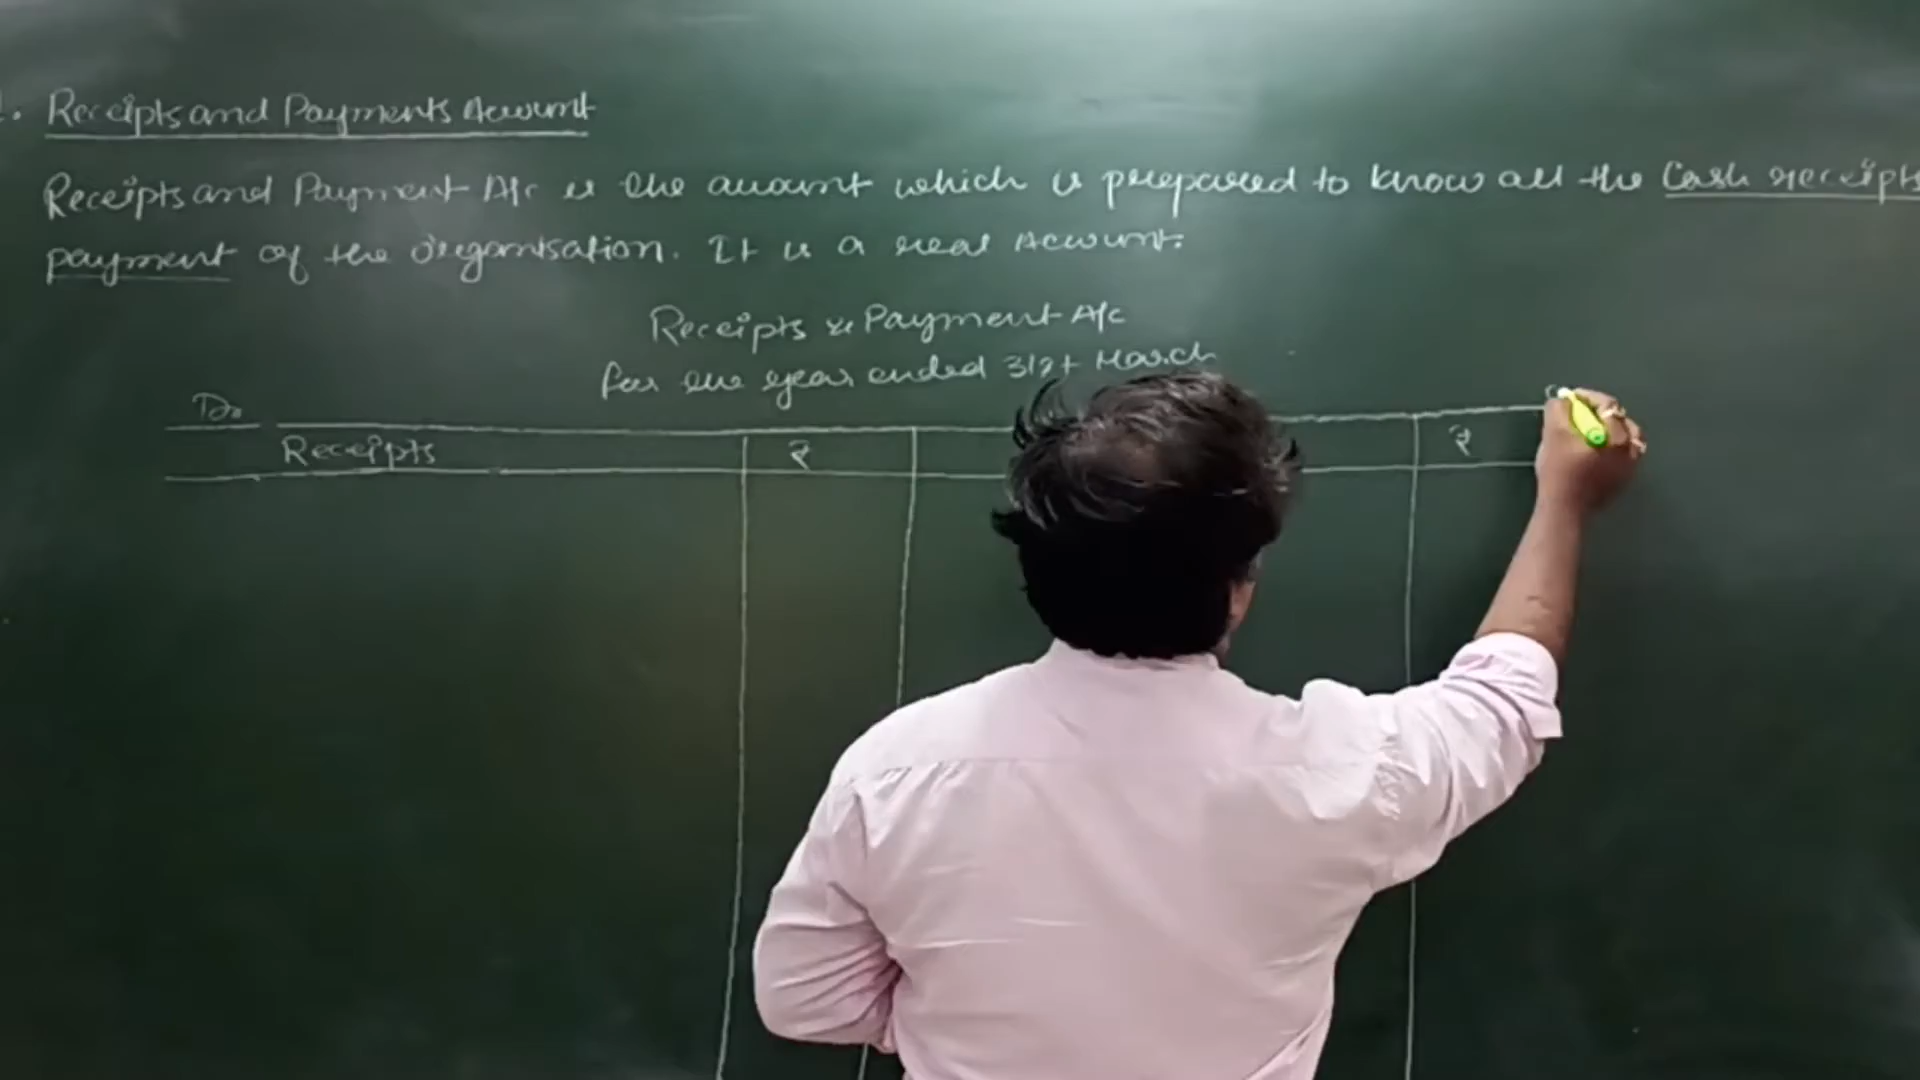 . Receipts and Payments Account
Receipts and Payment A/c is the account which is prepared to know all the Cash receipts
payment of the organisation. It is a real Account.
Receipts & Payment A/c
for the year ended 31st March
Dr.
Receipts ₹ ₹